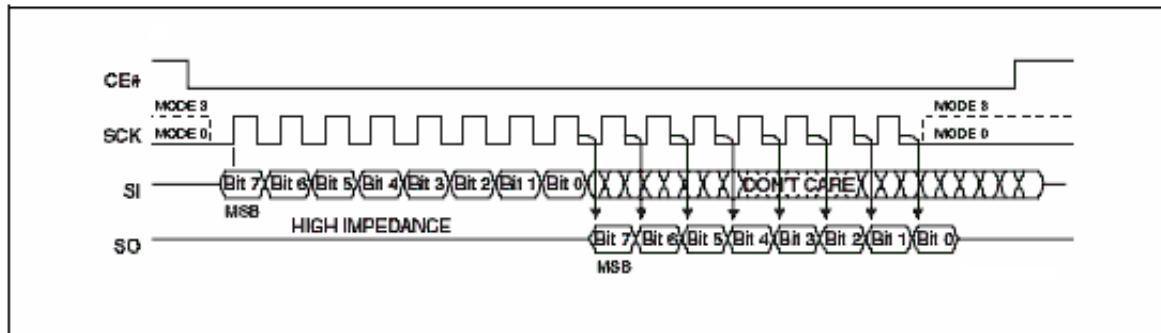 CE#
MODE 3 MODE 3
SCK MODE 0 MODE 0
SI Bit 7 Bit 6 Bit 5 Bit 4 Bit 3 Bit 2 Bit 1 Bit 0 DON'T CARE
MSB
HIGH IMPEDANCE
SO Bit 7 Bit 6 Bit 5 Bit 4 Bit 3 Bit 2 Bit 1 Bit 0
MSB